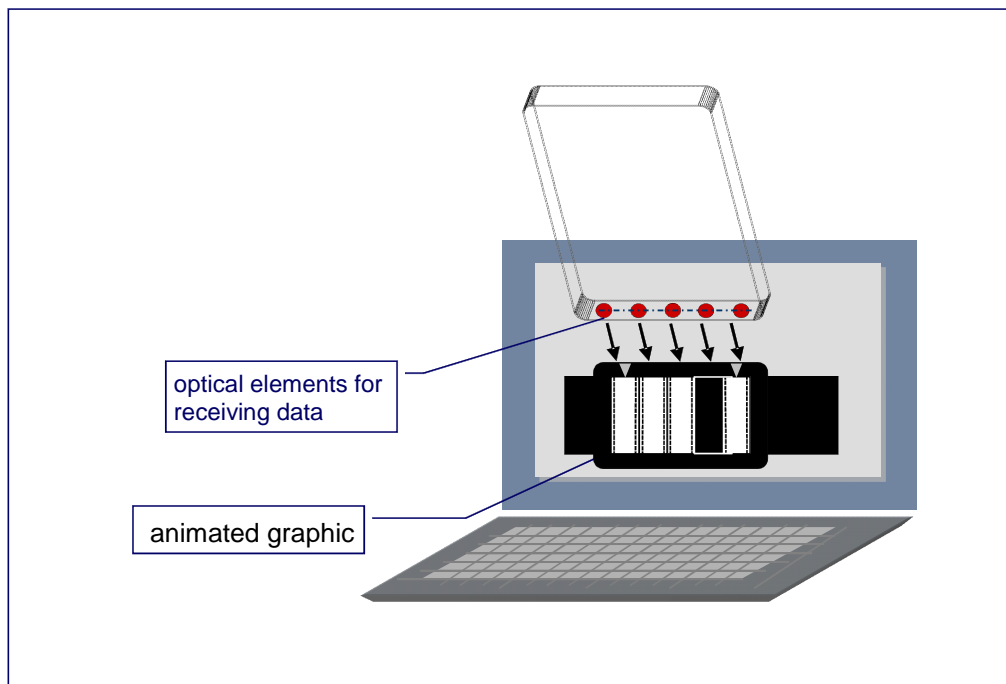 optical elements for
receiving data
animated graphic